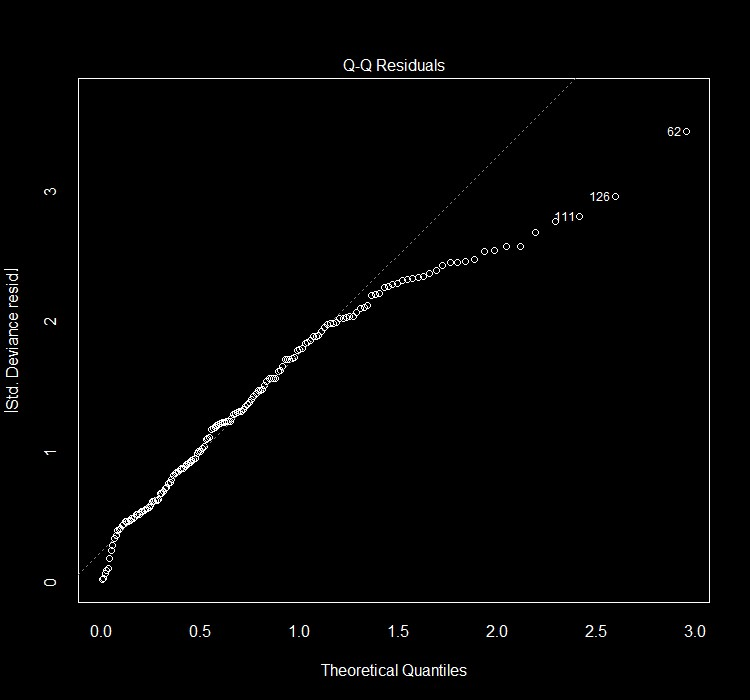 Q-Q Residuals
62
126
111
|Std. Deviance resid.|
0
1
2
3
0.0 0.5 1.0 1.5 2.0 2.5 3.0
Theoretical Quantiles